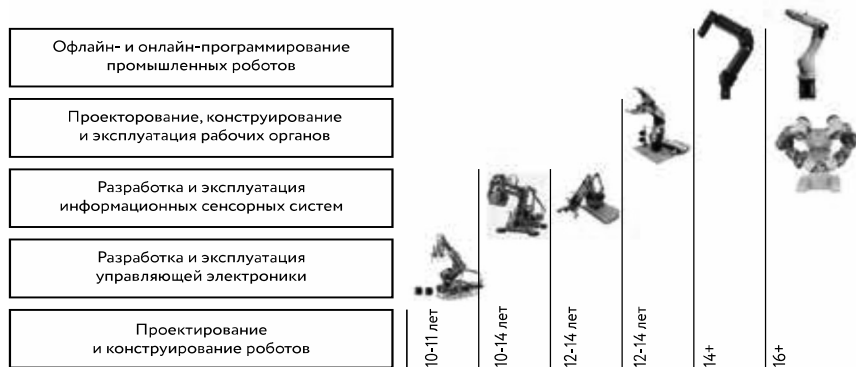 Офлайн- и онлайн-программирование
промышленных роботов
Проекторование, конструирование
и эксплуатация рабочих органов
Разработка и эксплуатация
информационных сенсорных систем
Разработка и эксплуатация
управляющей электроники
Проектирование
и конструирование роботов
10-11 лет
10-14 лет
12-14 лет
12-14 лет
14+
16+